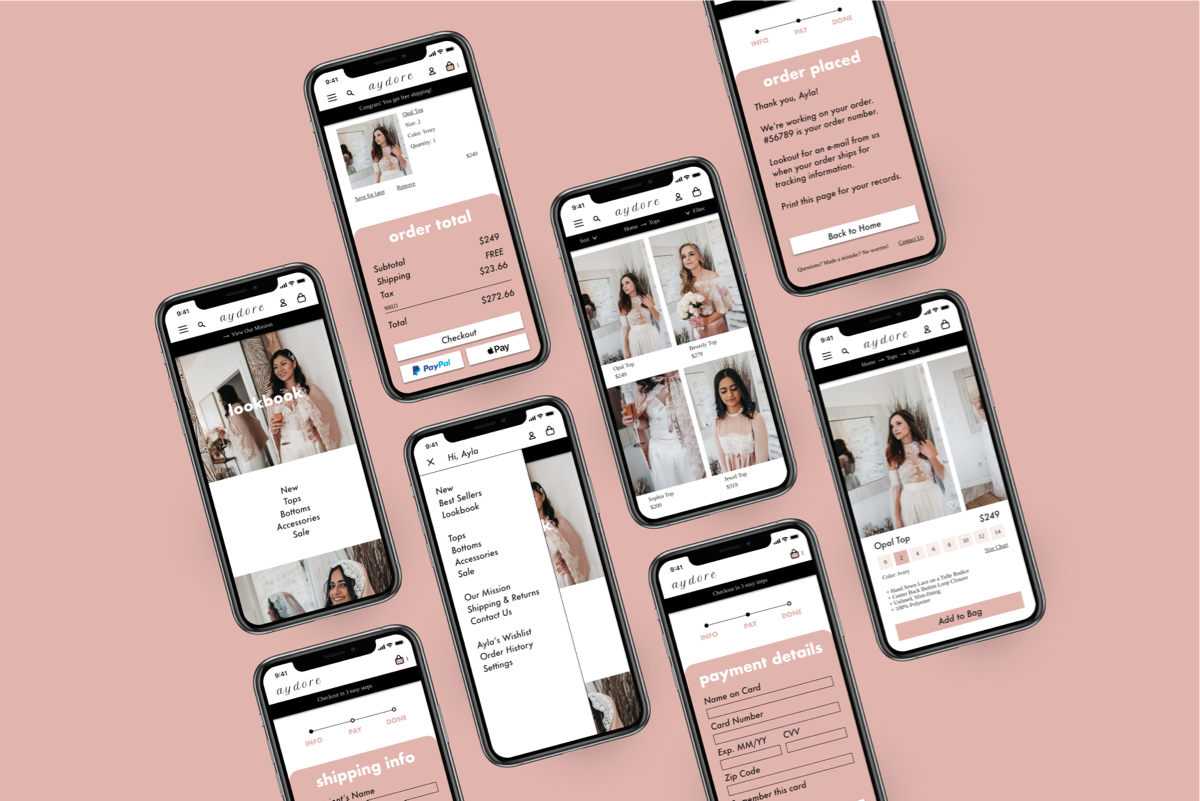 9:41
aydore
1
Congrats! You get free shipping!
Opal Top
Size: 2
Color: Ivory
Quantity: 1
$249
Save for later
Remove
order total
Subtotal
$249
Shipping
FREE
Tax
$23.66
90021
Total
$272.66
Checkout
PayPal
Pay
INFO
PAY
DONE
order placed
Thank you, Ayla!
We're working on your order.
#56789 is your order number.
Lookout for an e-mail from us
when your order ships for
tracking information.
Print this page for your records.
Back to Home
Questions? Made a mistake? No worries!
Contact Us
9:41
aydore
Sort
Home → Tops
Filter
Opal Top
$249
Beverly Top
$279
Sophia Top
$209
Jewel Top
$319
9:41
aydore
→ View Our Mission
lookbook
New
Tops
Bottoms
Accessories
Sale
9:41
aydore
Home → Tops → Opal
Opal Top
$249
0
2
4
6
8
10
12
14
Color: Ivory
Size Chart
• Hand Sewn Lace on a Tulle Bodice
• Center Back Button Loop Closure
• Unlined, Slim-fitting
• 100% Polyester
Add to Bag
9:41
Hi, Ayla
New
Best Sellers
Lookbook
Tops
Bottoms
Accessories
Sale
Our Mission
Shipping & Returns
Contact Us
Ayla's Wishlist
Order History
Settings
k
9:41
aydore
1
Checkout in 3 easy steps
INFO
PAY
DONE
payment details
Name on Card
Card Number
Exp. MM/YY
CVV
Zip Code
emember this card
9:41
aydore
1
Checkout in 3 easy steps
INFO
PAY
DONE
shipping info
nt's Name